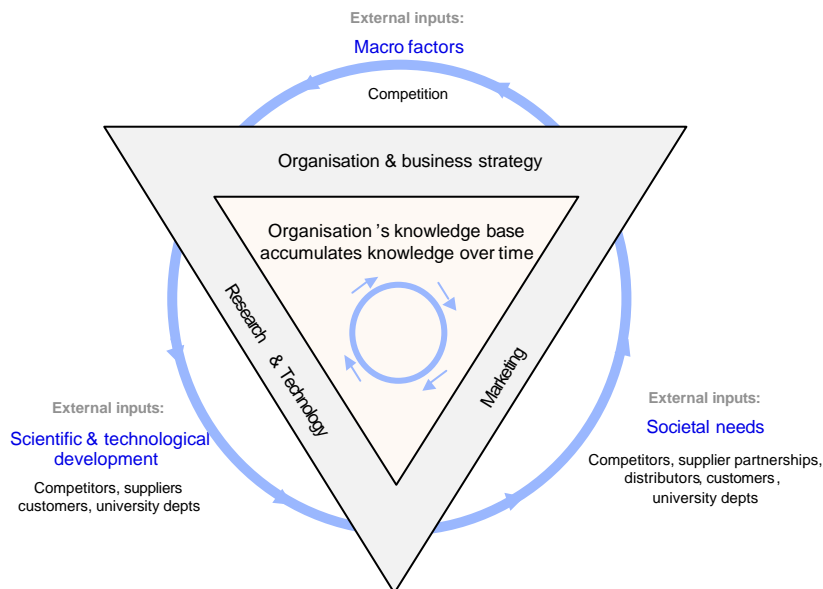 External inputs:
Macro factors
Competition
Organisation & business strategy
Organisation 's knowledge base
accumulates knowledge over time
Research & Technology
Marketing
External inputs:
Scientific & technological
development
Competitors, suppliers
customers, university depts
External inputs:
Societal needs
Competitors, supplier partnerships,
distributors, customers,
university depts